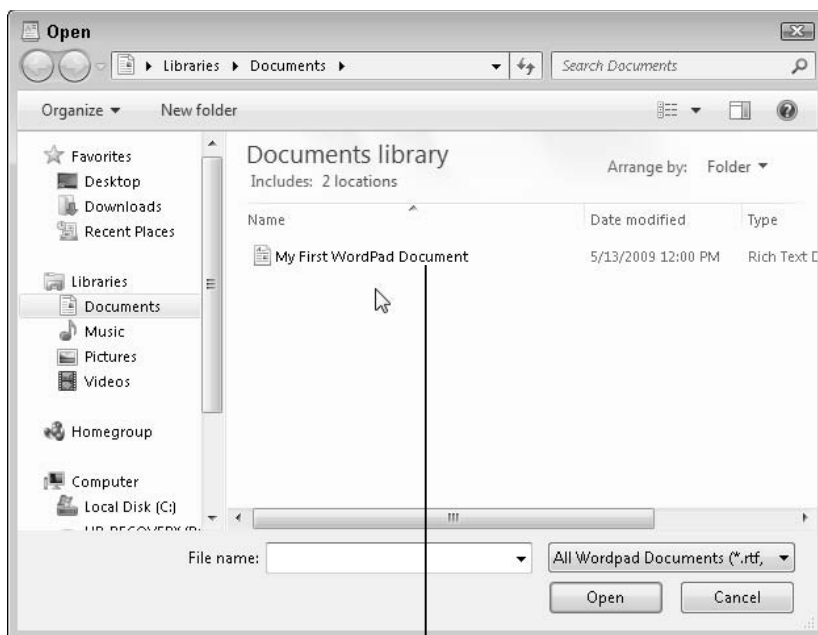 Open
Libraries Documents
Search Documents
Organize New folder
Favorites
Desktop
Downloads
Recent Places
Libraries
Documents
Music
Pictures
Videos
Homegroup
Computer
Local Disk (C:)
Documents library
Includes: 2 locations
Arrange by: Folder
Name Date modified Type
My First WordPad Document 5/13/2009 12:00 PM Rich Text
File name:
All Wordpad Documents (*.rtf,
Open Cancel